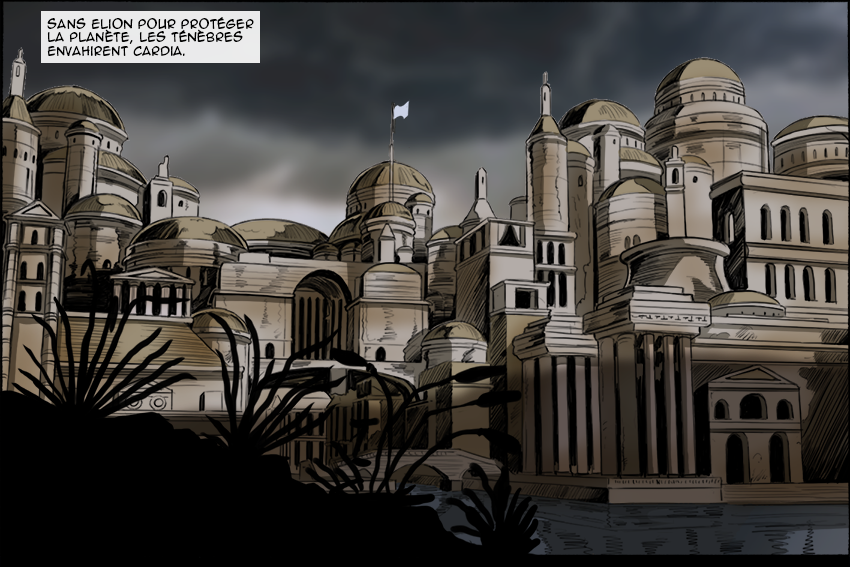 SANS ELION POUR PROTÉGER
LA PLANÈTE, LES TÉNÈBRES
ENVAHIRENT CARDIA.